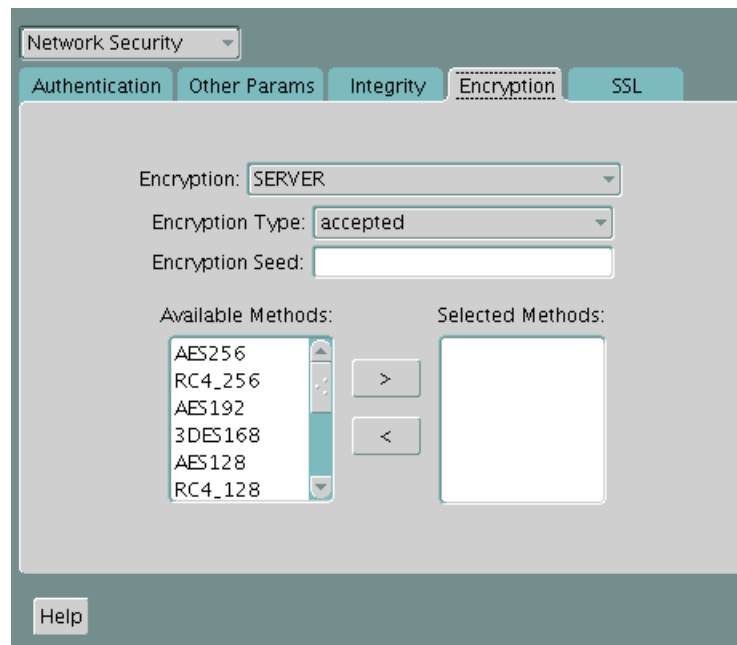 Network Security
Authentication Other Params Integrity Encryption SSL
Encryption: SERVER
Encryption Type: accepted
Encryption Seed:
Available Methods: Selected Methods:
AES256
RC4_256
>
AES192
3DES168
<
AES128
RC4_128
Help